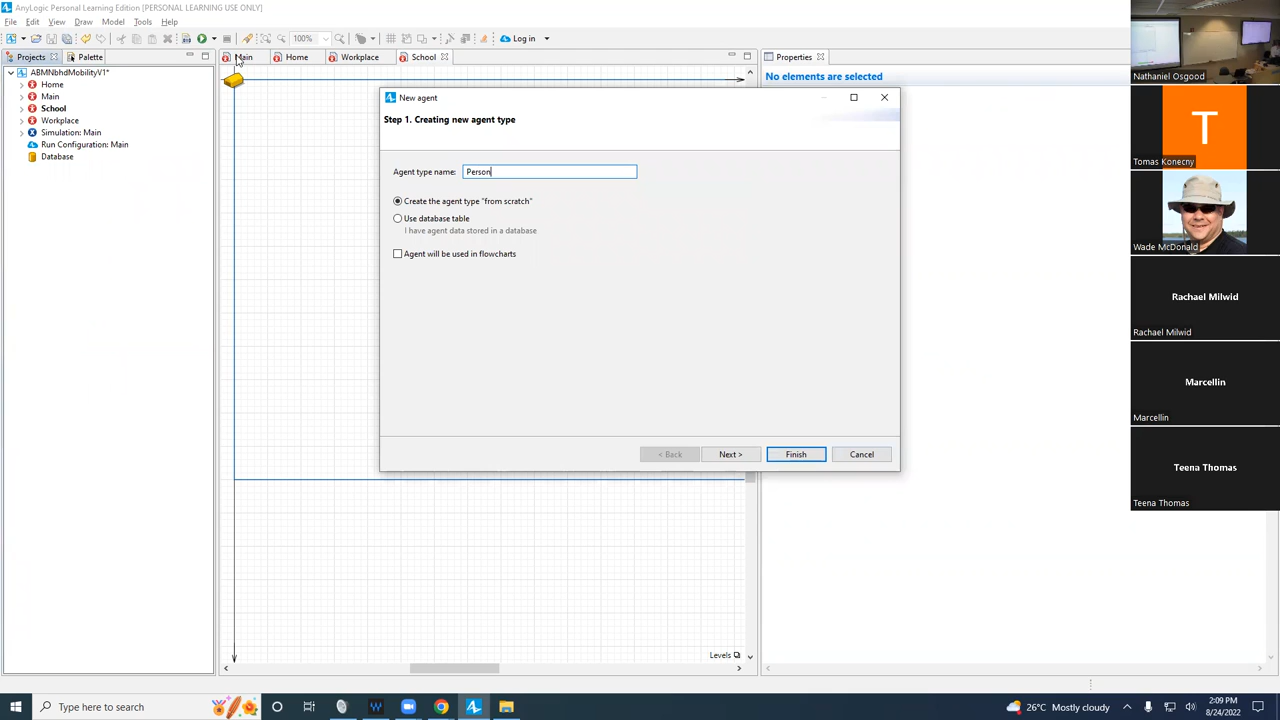 AnyLogic Personal Learning Edition [PERSONAL LEARNING USE ONLY]
File Edit View Draw Model Tools Help
100% Log in
Projects Palette Main Home Workplace School Properties
ABMNbhdMobilityV1*
Home
Main
School
Workplace
Simulation: Main
Run Configuration: Main
Database
No elements are selected
New agent
Step 1. Creating new agent type
Agent type name: Person
Create the agent type "from scratch"
Use database table
I have agent data stored in a database
Agent will be used in flowcharts
< Back Next > Finish Cancel
Levels
Nathaniel Osgood
T
Tomas Konecny
Wade McDonald
Rachael Milwid
Rachael Milwid
Marcellin
Marcellin
Teena Thomas
Teena Thomas
Type here to search
W
26°C Mostly cloudy
2:09 PM
8/24/2022